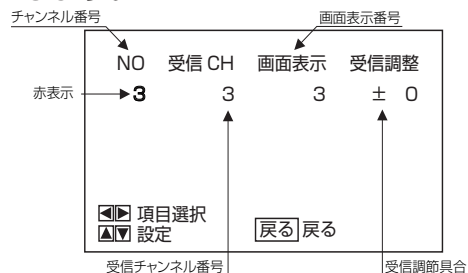 チャンネル番号
画面表示番号
NO 受信 CH 画面表示 受信調整
赤表示
3 3 3 ± 0
◀▶ 項目選択
▲▼ 設定 戻る 戻る
受信チャンネル番号
受信調節具合